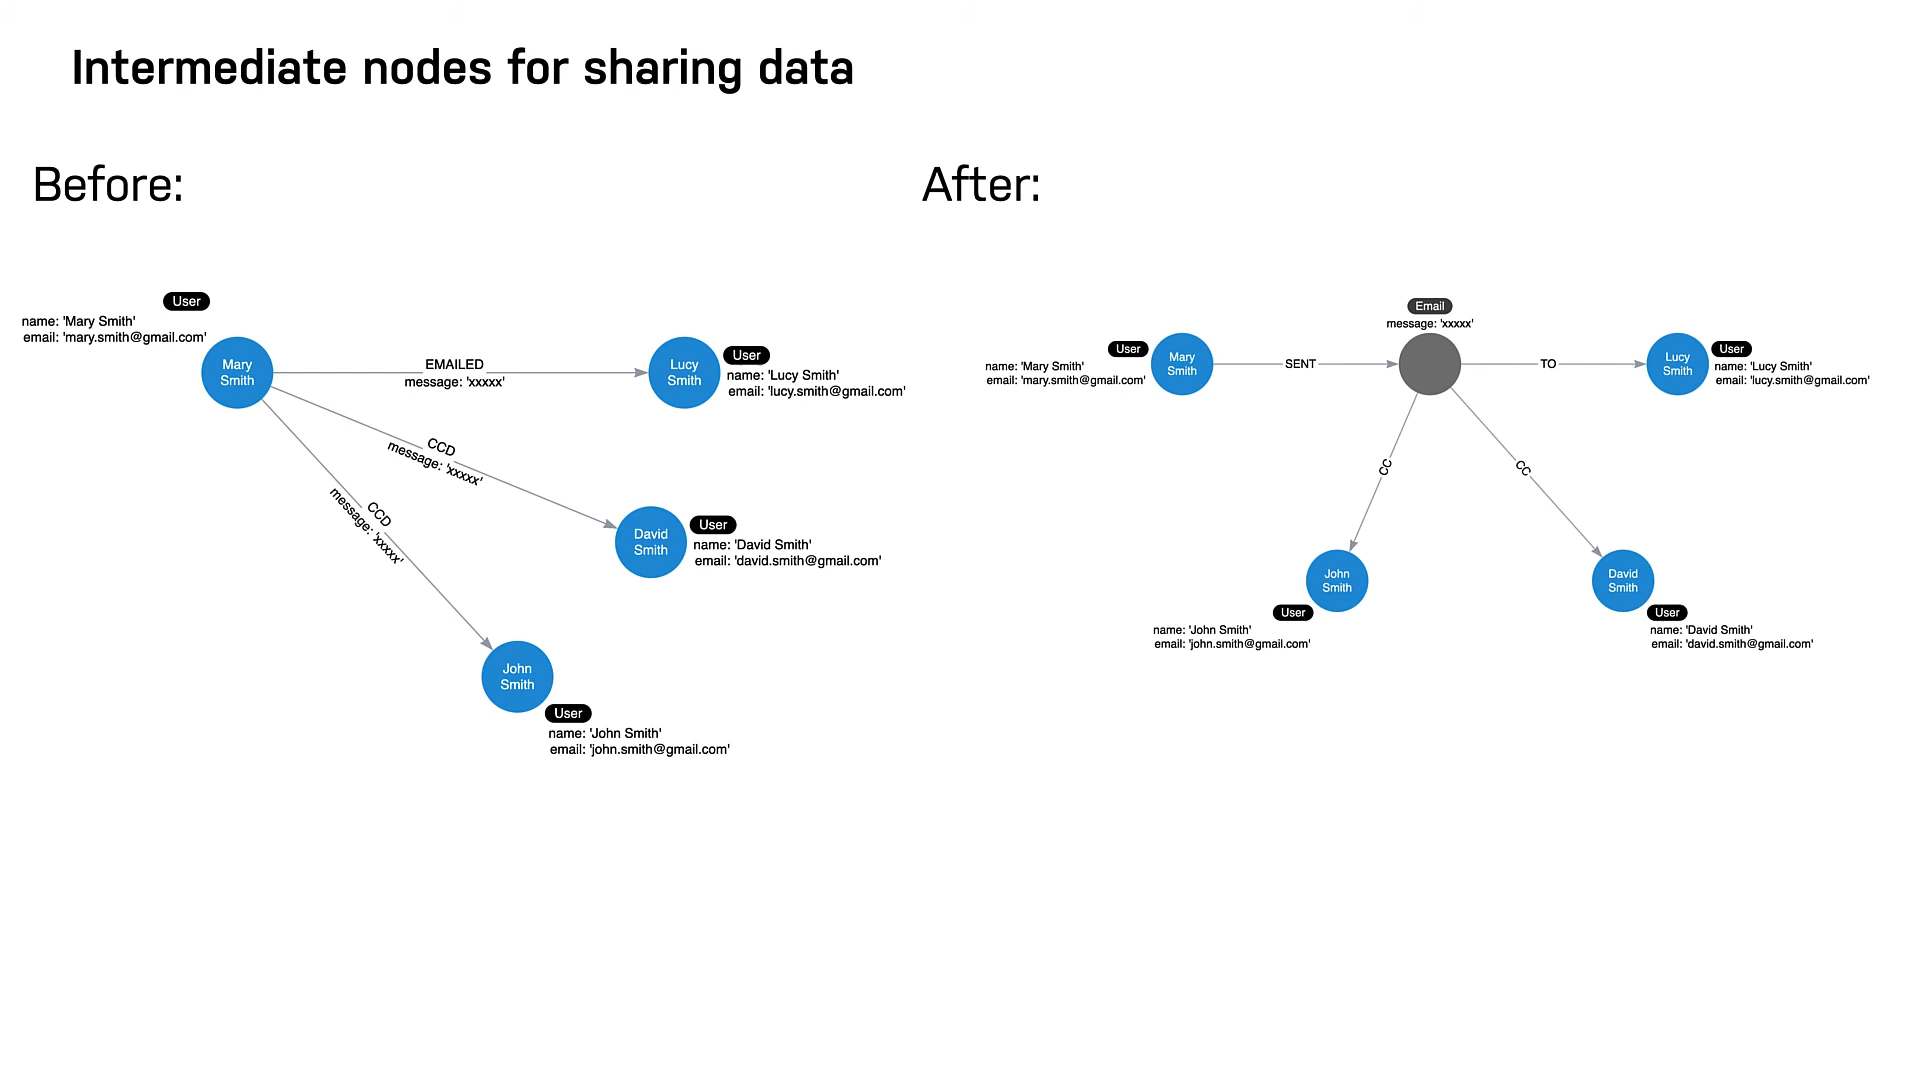 Intermediate nodes for sharing data
Before:
User
name: 'Mary Smith'
email: 'mary.smith@gmail.com'
Mary
Smith
EMAILED
message: 'xxxxx'
Lucy
Smith
User
name: 'Lucy Smith'
email: 'lucy.smith@gmail.com'
CCD
message: 'xxxxx'
David
Smith
User
name: 'David Smith'
email: 'david.smith@gmail.com'
CCD
message: 'xxxxx'
John
Smith
User
name: 'John Smith'
email: 'john.smith@gmail.com'
After:
User
name: 'Mary Smith'
email: 'mary.smith@gmail.com'
Mary
Smith
SENT
Email
message: 'xxxxx'
TO
Lucy
Smith
User
name: 'Lucy Smith'
email: 'lucy.smith@gmail.com'
CC
CC
John
Smith
User
name: 'John Smith'
email: 'john.smith@gmail.com'
David
Smith
User
name: 'David Smith'
email: 'david.smith@gmail.com'